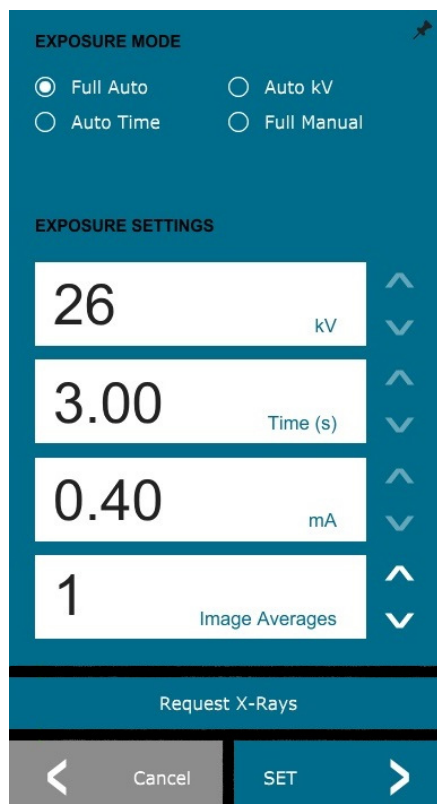 EXPOSURE MODE
Full Auto Auto kV
Auto Time Full Manual
EXPOSURE SETTINGS
26 kV
3.00 Time (s)
0.40 mA
1 Image Averages
Request X-Rays
Cancel SET